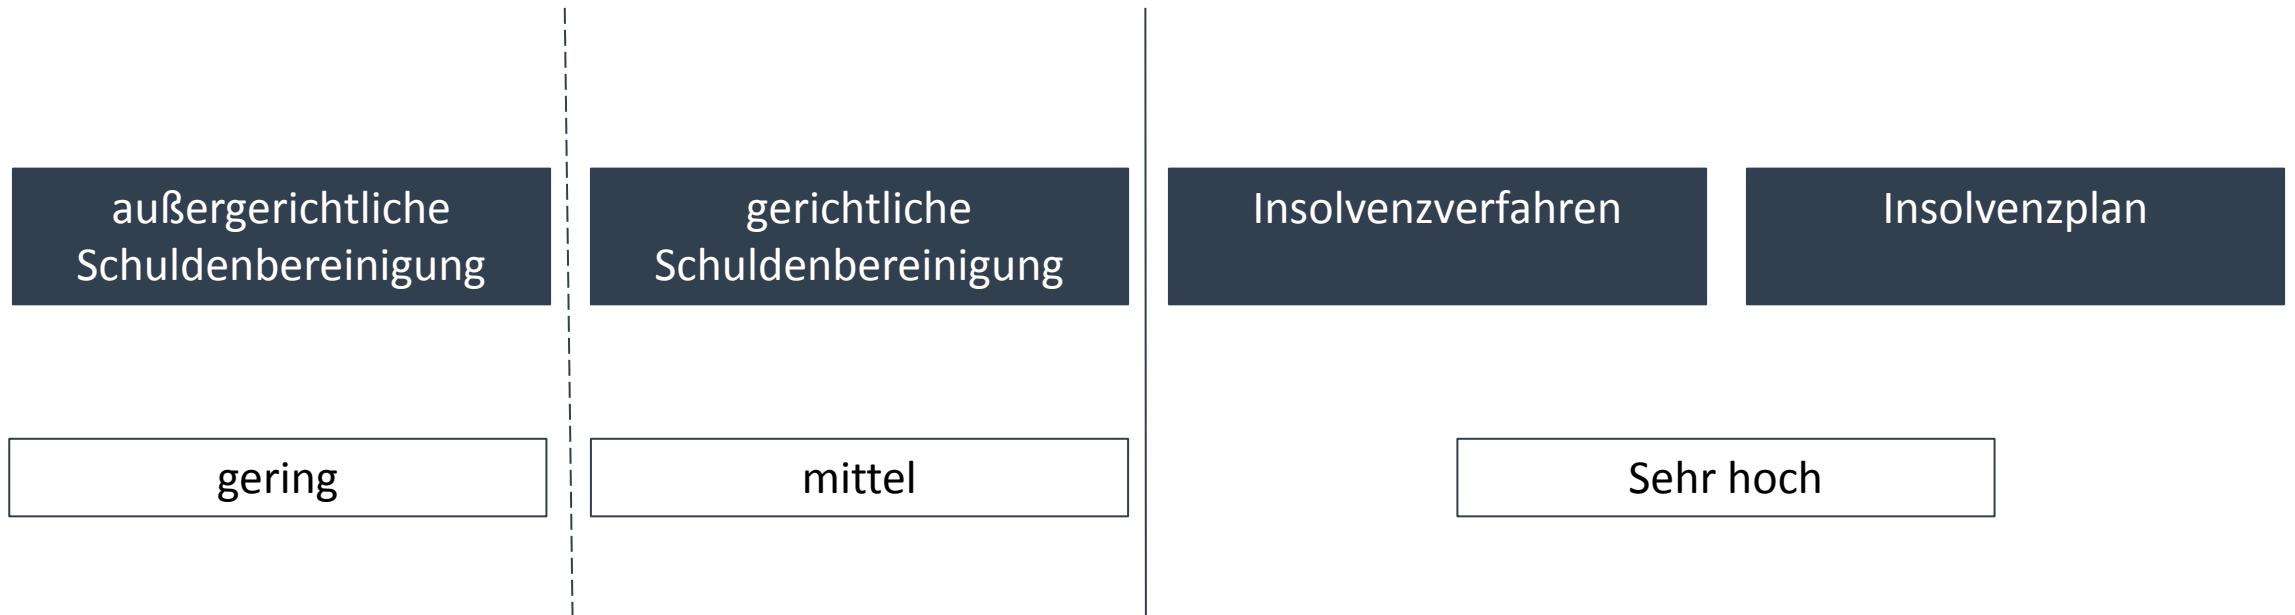 außergerichtliche
Schuldenbereinigung
gerichtliche
Schuldenbereinigung
Insolvenzverfahren
Insolvenzplan
gering
mittel
Sehr hoch